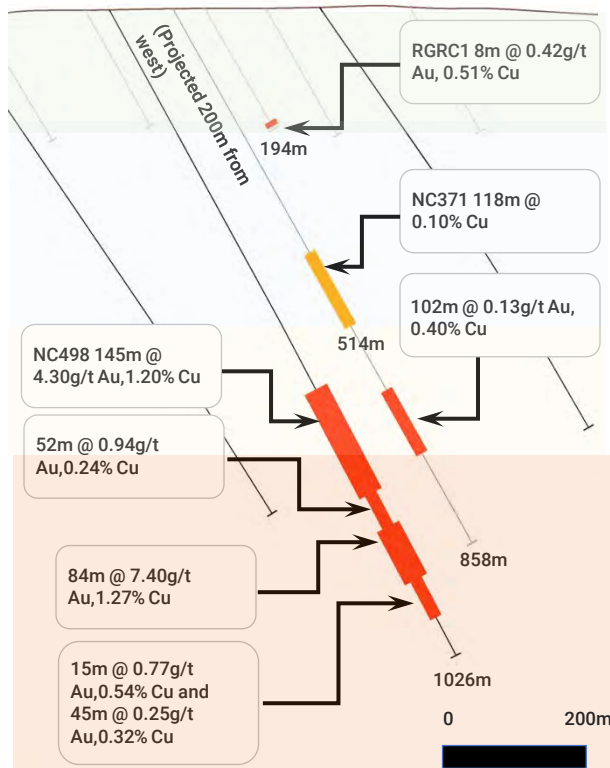 RGRC1 8m @ 0.42g/t
Au, 0.51% Cu
(Projected 200m from
west)
194m
NC371 118m @
0.10% Cu
102m @ 0.13g/t Au,
0.40% Cu
514m
NC498 145m @
4.30g/t Au,1.20% Cu
52m @ 0.94g/t
Au,0.24% Cu
858m
84m @ 7.40g/t
Au,1.27% Cu
15m @ 0.77g/t
Au,0.54% Cu and
45m @ 0.25g/t
Au,0.32% Cu
1026m
0 200m